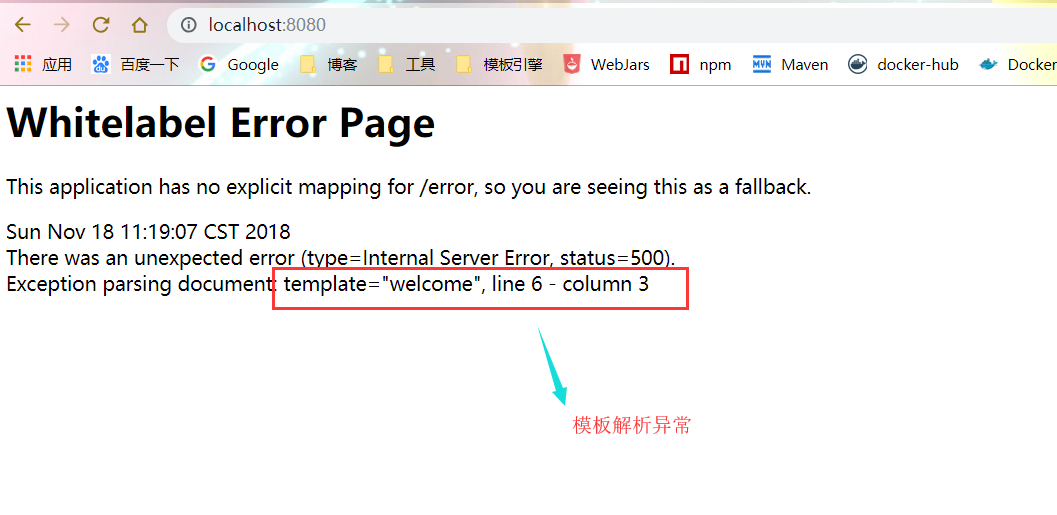 localhost:8080
应用 百度一下 Google 博客 工具 模板引擎 WebJars npm MVN Maven docker-hub Docker
Whitelabel Error Page
This application has no explicit mapping for /error, so you are seeing this as a fallback.
Sun Nov 18 11:19:07 CST 2018
There was an unexpected error (type=Internal Server Error, status=500).
Exception parsing document: template="welcome", line 6 - column 3
模板解析异常